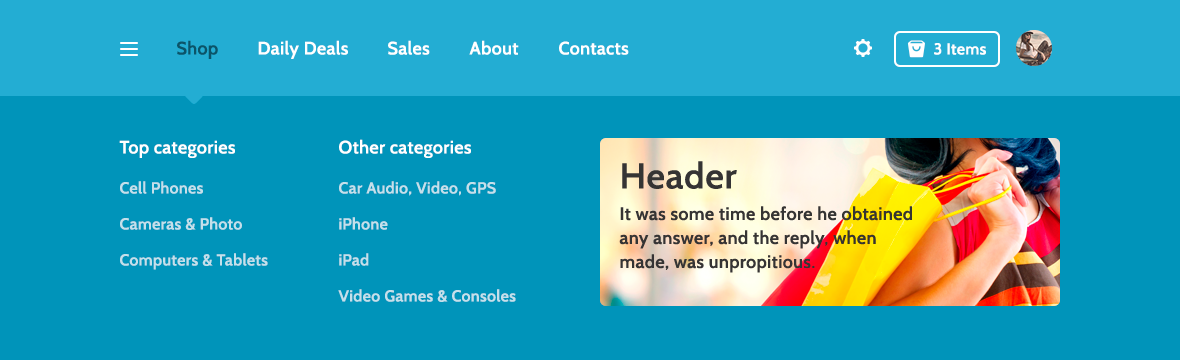 Shop Daily Deals Sales About Contacts 3 Items
Top categories
Cell Phones
Cameras & Photo
Computers & Tablets
Other categories
Car Audio, Video, GPS
iPhone
iPad
Video Games & Consoles
Header
It was some time before he obtained
any answer, and the reply, when
made, was unpropitious.